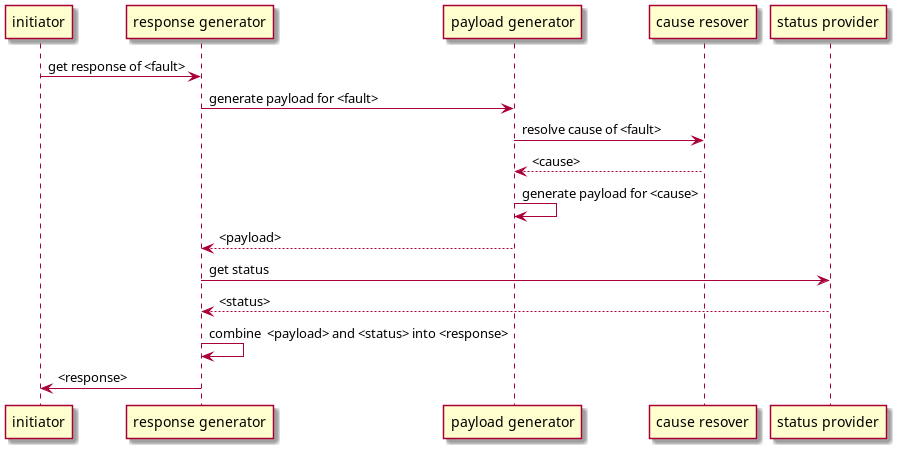 initiator
response generator
payload generator
cause resover
status provider
get response of <fault>
generate payload for <fault>
resolve cause of <fault>
<cause>
generate payload for <cause>
<payload>
get status
<status>
combine  <payload> and <status> into <response>
<response>
initiator
response generator
payload generator
cause resover
status provider